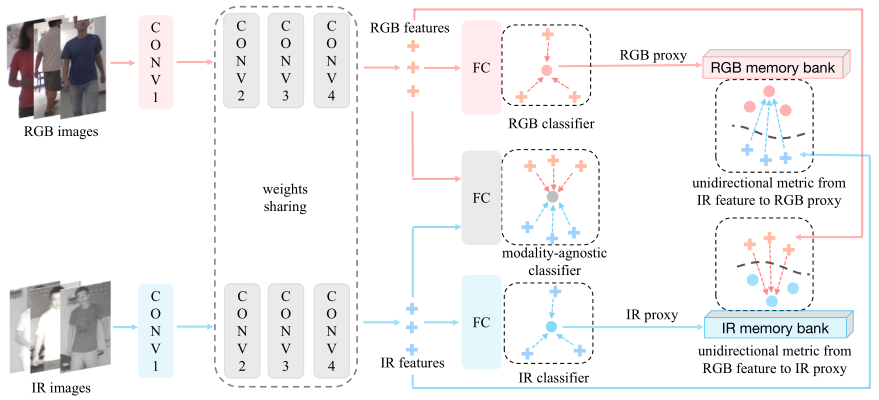 RGB images
C
O
N
V
1
C
O
N
V
2
C
O
N
V
3
C
O
N
V
4
RGB features
FC
RGB classifier
RGB proxy
RGB memory bank
unidirectional metric from
IR feature to RGB proxy
weights
sharing
FC
modality-agnostic
classifier
IR images
C
O
N
V
1
C
O
N
V
2
C
O
N
V
3
C
O
N
V
4
IR features
FC
IR classifier
IR proxy
IR memory bank
unidirectional metric from
RGB feature to IR proxy